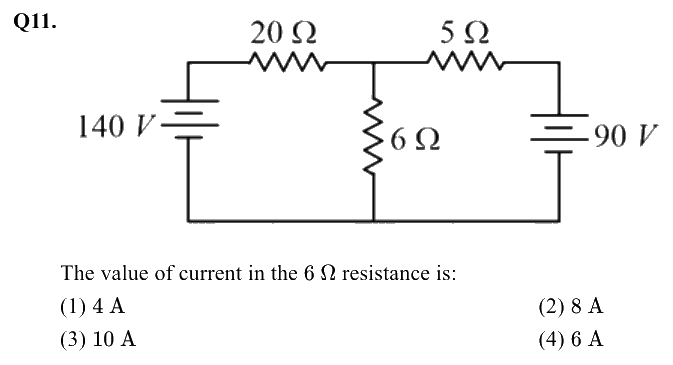 Q11.
20 Ω
5 Ω
140 V
6 Ω
90 V
The value of current in the 6 Ω resistance is:
(1) 4 A
(2) 8 A
(3) 10 A
(4) 6 A